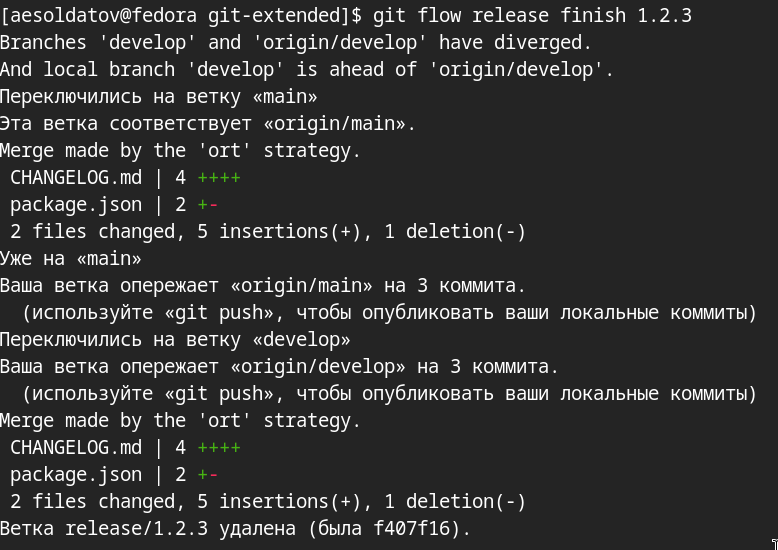 [aesoldatov@fedora git-extended]$ git flow release finish 1.2.3
Branches 'develop' and 'origin/develop' have diverged.
And local branch 'develop' is ahead of 'origin/develop'.
Переключились на ветку «main»
Эта ветка соответствует «origin/main».
Merge made by the 'ort' strategy.
 CHANGELOG.md | 4 ++++
 package.json | 2 +-
 2 files changed, 5 insertions(+), 1 deletion(-)
Уже на «main»
Ваша ветка опережает «origin/main» на 3 коммита.
  (используйте «git push», чтобы опубликовать ваши локальные коммиты)
Переключились на ветку «develop»
Ваша ветка опережает «origin/develop» на 3 коммита.
  (используйте «git push», чтобы опубликовать ваши локальные коммиты)
Merge made by the 'ort' strategy.
 CHANGELOG.md | 4 ++++
 package.json | 2 +-
 2 files changed, 5 insertions(+), 1 deletion(-)
Ветка release/1.2.3 удалена (была f407f16).